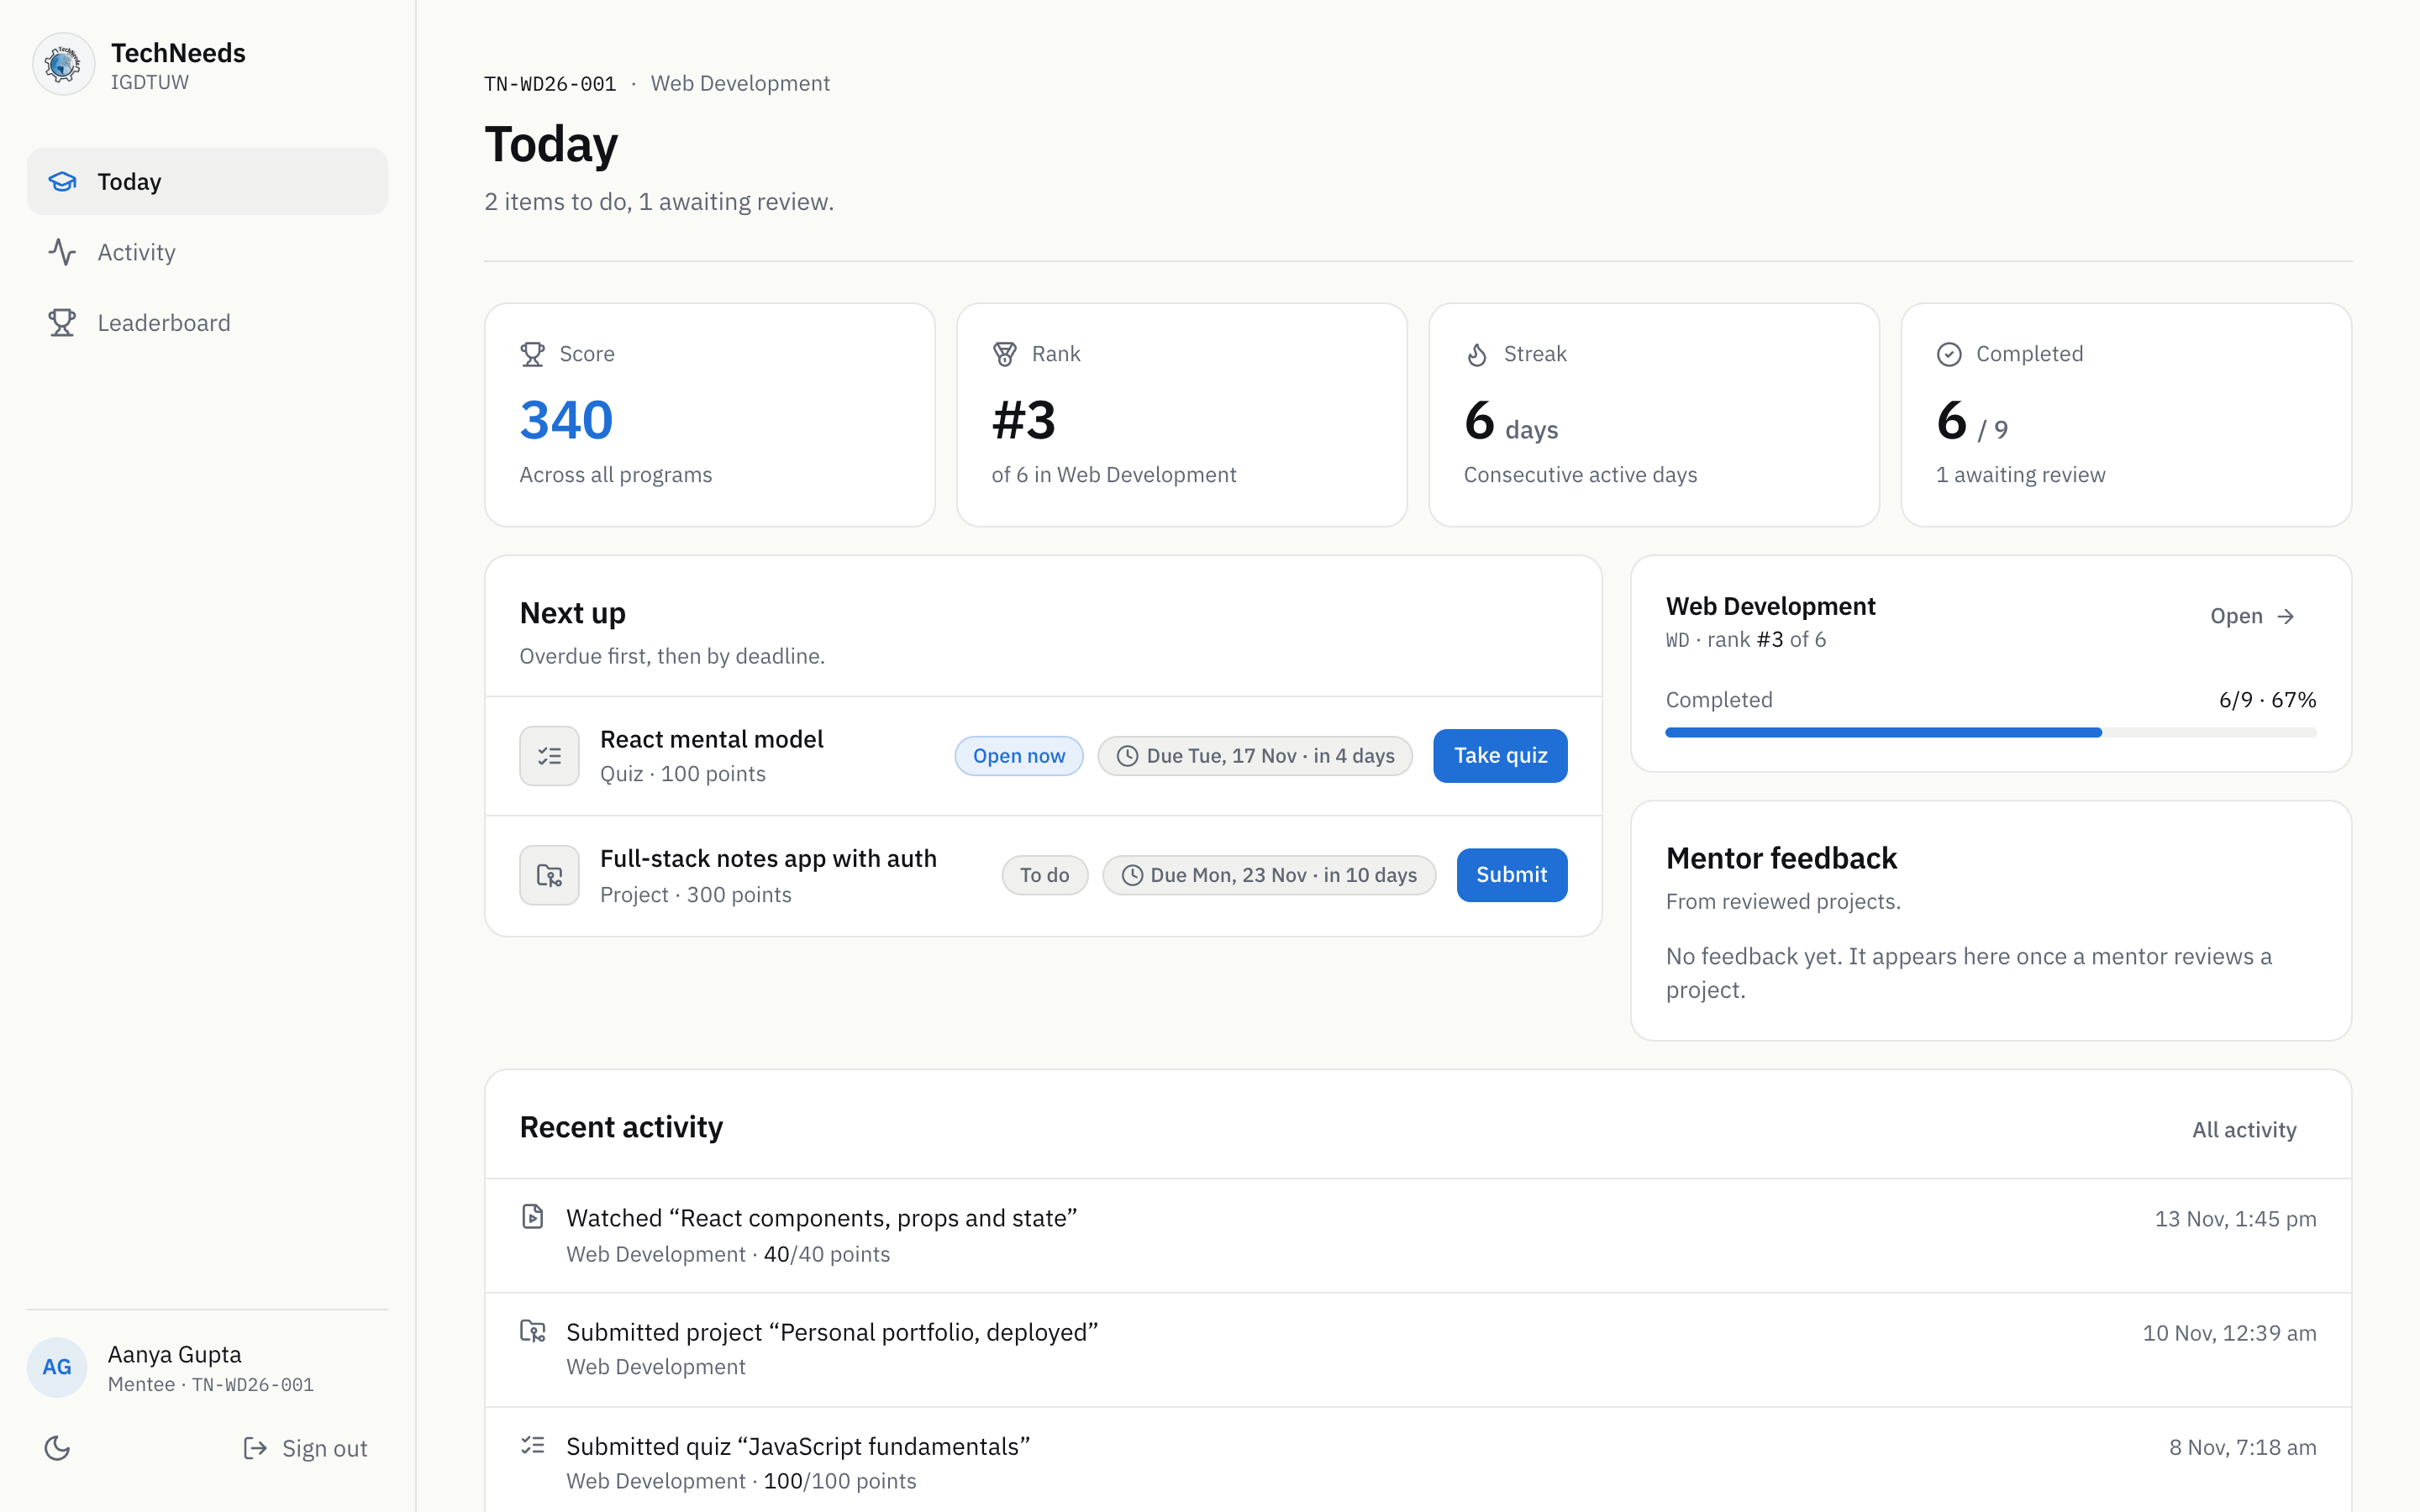 TechNeeds
IGDTUW
Today
Activity
Leaderboard
AG
Aanya Gupta
Mentee · TN-WD26-001
Sign out
TN-WD26-001 · Web Development
Today
2 items to do, 1 awaiting review.
Score
340
Across all programs
Rank
#3
of 6 in Web Development
Streak
6 days
Consecutive active days
Completed
6 / 9
1 awaiting review
Next up
Overdue first, then by deadline.
React mental model
Quiz · 100 points
Open now
Due Tue, 17 Nov · in 4 days
Take quiz
Full-stack notes app with auth
Project · 300 points
To do
Due Mon, 23 Nov · in 10 days
Submit
Web Development
WD · rank #3 of 6
Open →
Completed
6/9 · 67%
Mentor feedback
From reviewed projects.
No feedback yet. It appears here once a mentor reviews a
project.
Recent activity
All activity
Watched “React components, props and state”
Web Development · 40/40 points
13 Nov, 1:45 pm
Submitted project “Personal portfolio, deployed”
Web Development
10 Nov, 12:39 am
Submitted quiz “JavaScript fundamentals”
Web Development · 100/100 points
8 Nov, 7:18 am